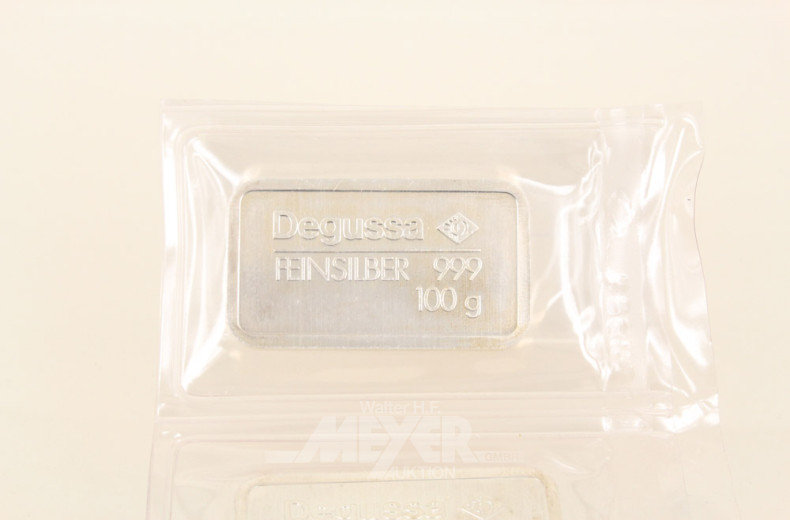 Degussa
FEINSILBER 999
100 g
Walter H.F.
MEYER
AUKTION